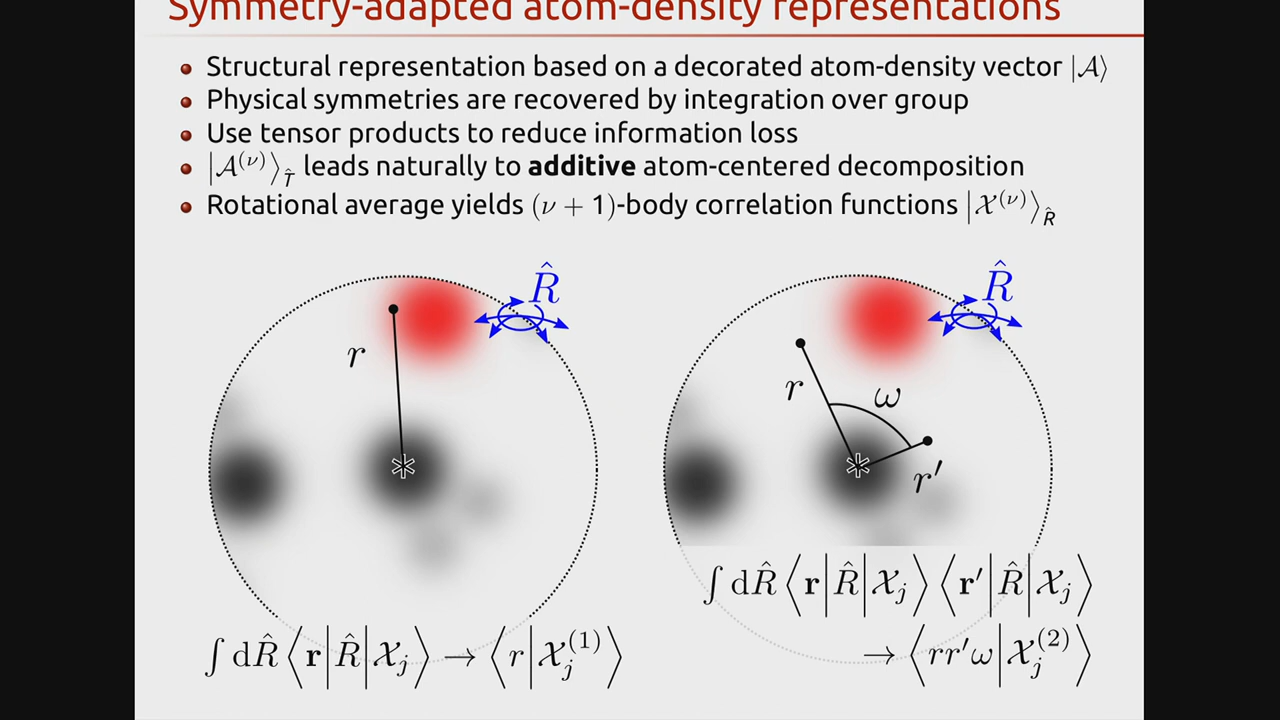 Symmetry-adapted atom-density representations
Structural representation based on a decorated atom-density vector |𝒜⟩
Physical symmetries are recovered by integration over group
Use tensor products to reduce information loss
|𝒜^(ν)⟩_T̂ leads naturally to additive atom-centered decomposition
Rotational average yields (ν + 1)-body correlation functions |𝒳^(ν)⟩_R̂
R̂
r
R̂
r
ω
r′
∫ dR̂ ⟨𝐫|R̂|𝒳_j⟩ → ⟨r|𝒳_j^(1)⟩
∫ dR̂ ⟨𝐫|R̂|𝒳_j⟩ ⟨𝐫′|R̂|𝒳_j⟩
→ ⟨rr′ω|𝒳_j^(2)⟩